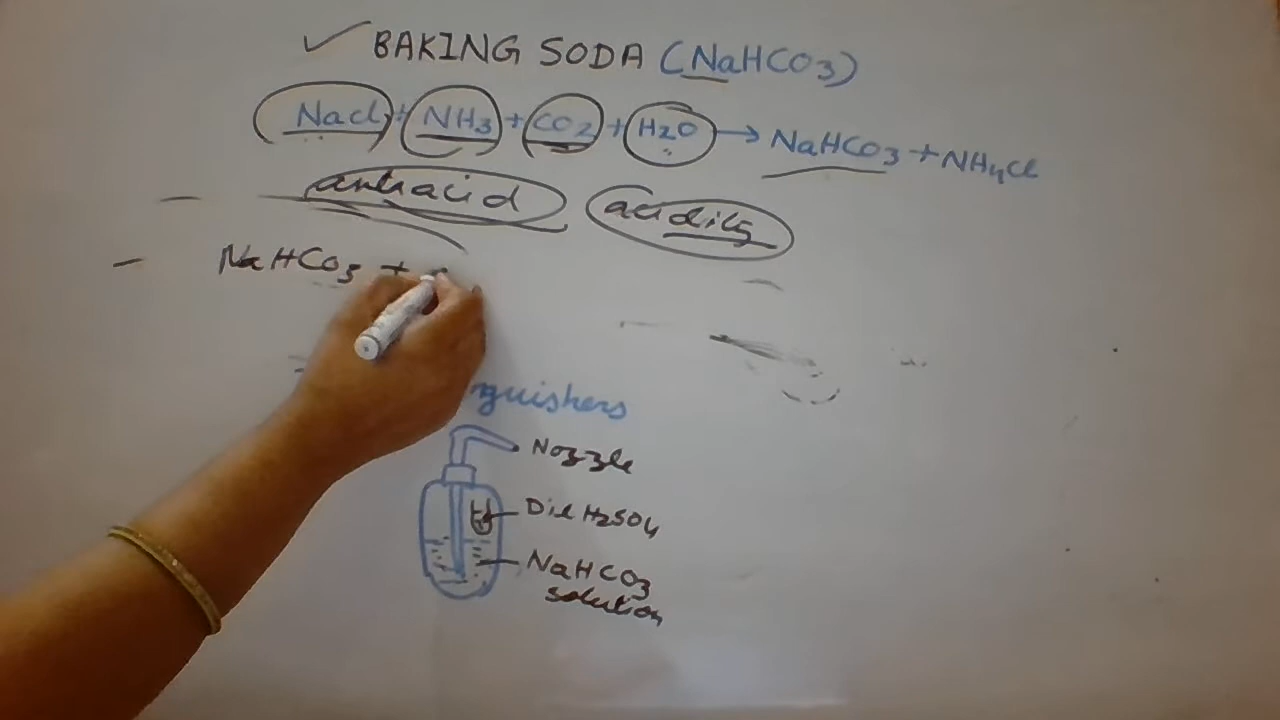 ✓ BAKING SODA (NaHCO3)
Nacl + NH3 + CO2 + H2O → NaHCO3 + NH4Cl
- antacid acidity
- NaHCO3 +
Nozzle
Dil H2SO4
NaHCO3
solution